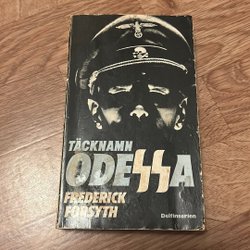 TÄCKNAMN
ODESSA
FREDERICK
FORSYTH
Delfinserien